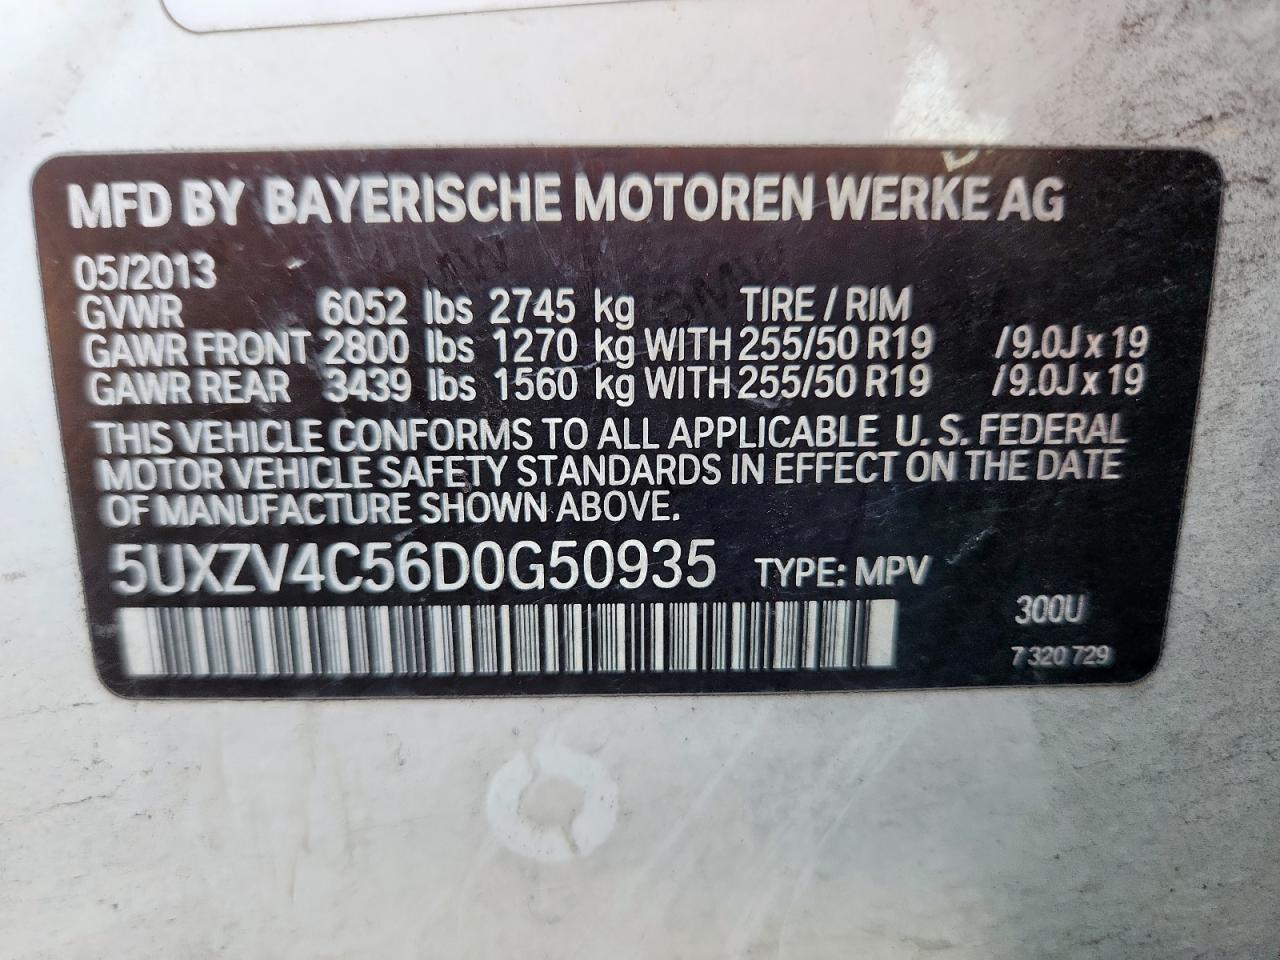 MFD BY BAYERISCHE MOTOREN WERKE AG
05/2013
GVWR 6052 lbs 2745 kg TIRE / RIM
GAWR FRONT 2800 lbs 1270 kg WITH 255/50 R19 /9.0J x 19
GAWR REAR 3439 lbs 1560 kg WITH 255/50 R19 /9.0J x 19
THIS VEHICLE CONFORMS TO ALL APPLICABLE U. S. FEDERAL
MOTOR VEHICLE SAFETY STANDARDS IN EFFECT ON THE DATE
OF MANUFACTURE SHOWN ABOVE.
5UXZV4C56D0G50935 TYPE: MPV
300U
7 320 729